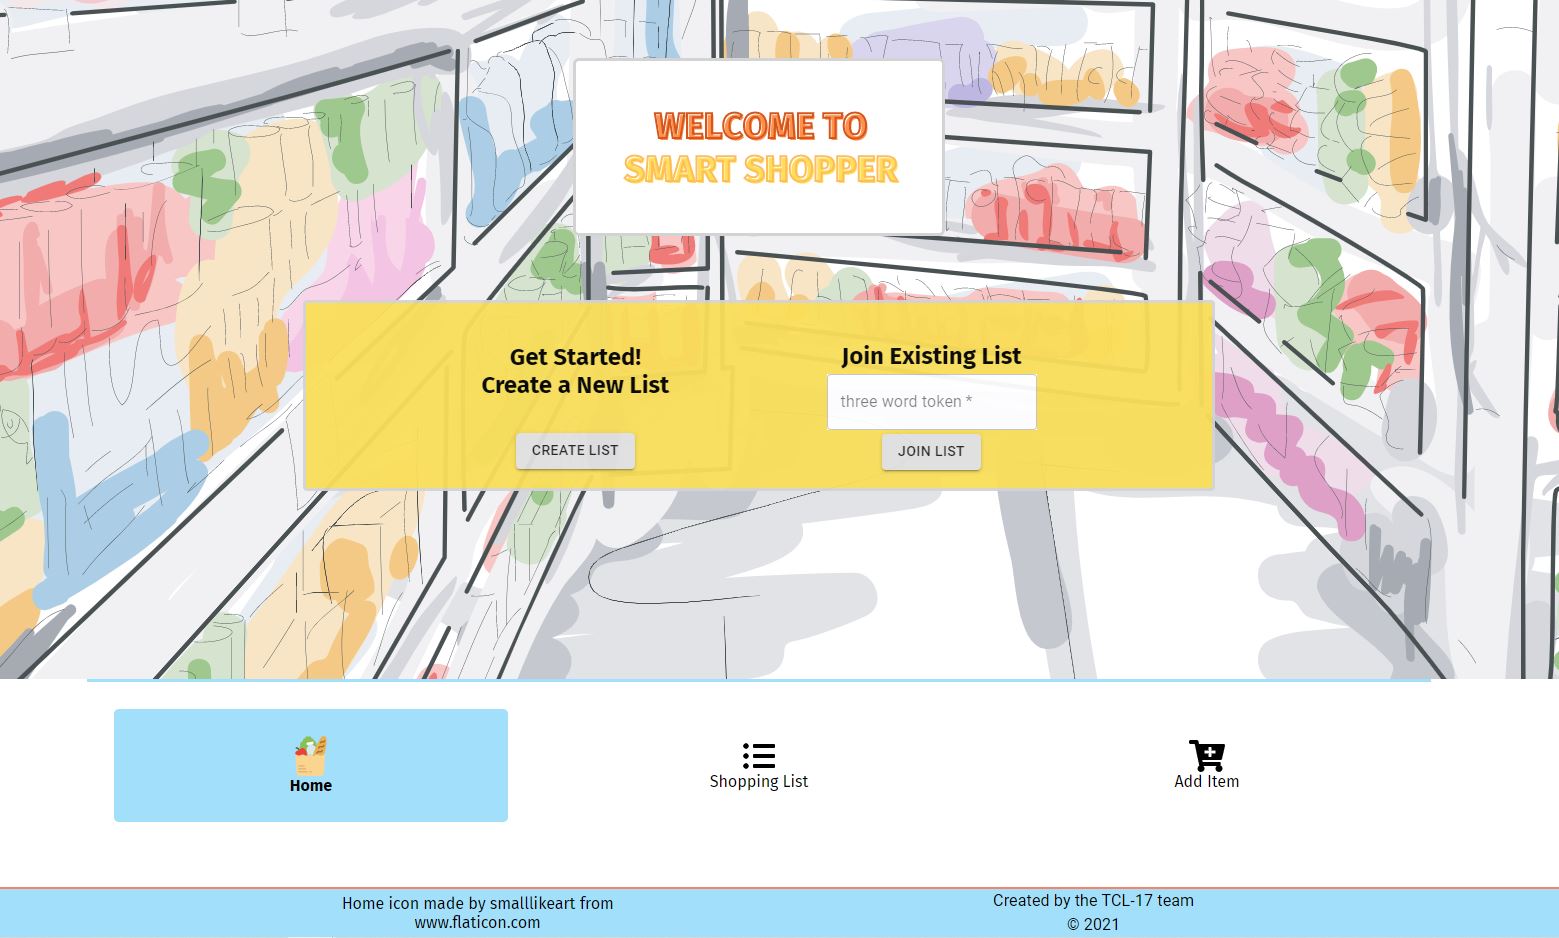 WELCOME TO
SMART SHOPPER
Get Started!
Create a New List
CREATE LIST
Join Existing List
three word token *
JOIN LIST
Home
Shopping List
Add Item
Home icon made by smalllikeart from
www.flaticon.com
Created by the TCL-17 team
© 2021